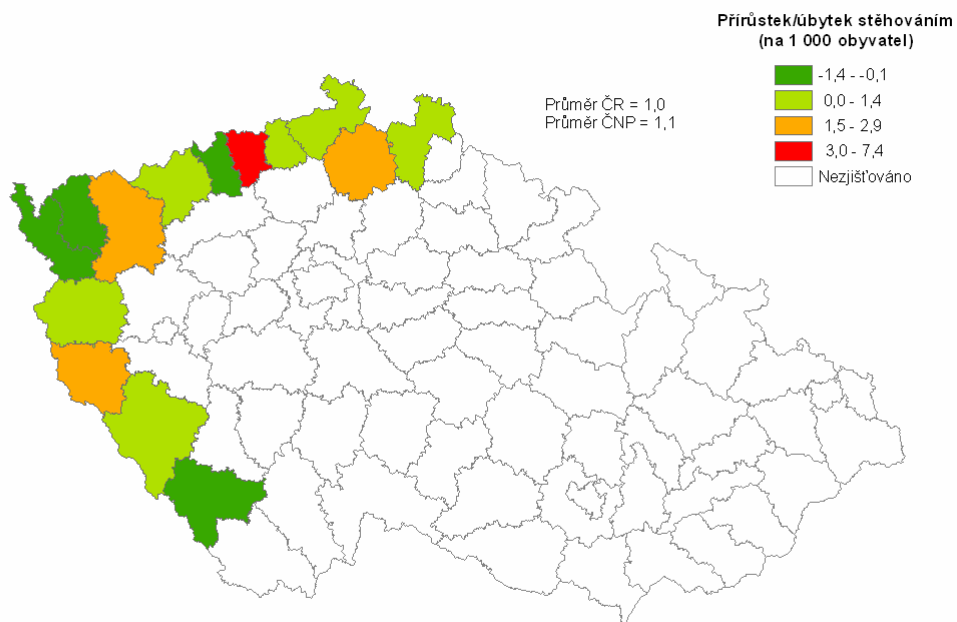 Přírůstek/úbytek stěhováním
(na 1 000 obyvatel)
-1,4 - -0,1
0,0 - 1,4
1,5 - 2,9
3,0 - 7,4
Nezjišťováno
Průměr ČR = 1,0
Průměr ČNP = 1,1